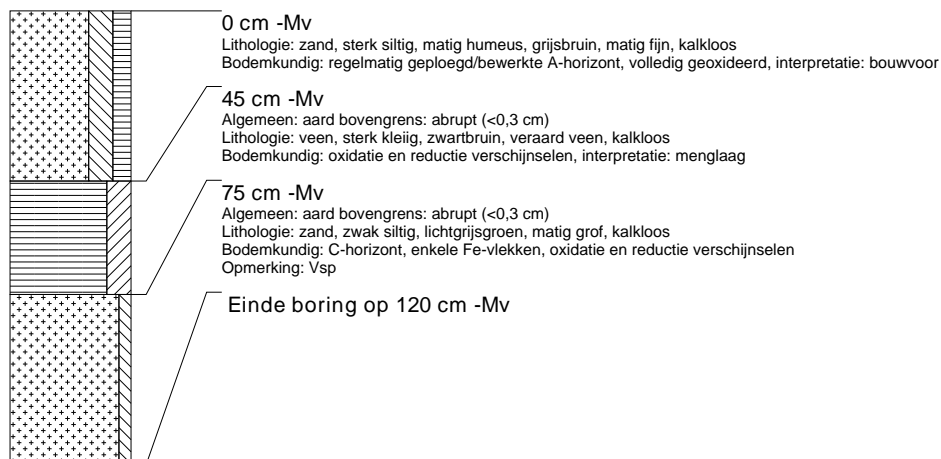 0 cm -Mv
Lithologie: zand, sterk siltig, matig humeus, grijsbruin, matig fijn, kalkloos
Bodemkundig: regelmatig geploegd/bewerkte A-horizont, volledig geoxideerd, interpretatie: bouwvoor
45 cm -Mv
Algemeen: aard bovengrens: abrupt (<0,3 cm)
Lithologie: veen, sterk kleiig, zwartbruin, veraard veen, kalkloos
Bodemkundig: oxidatie en reductie verschijnselen, interpretatie: menglaag
75 cm -Mv
Algemeen: aard bovengrens: abrupt (<0,3 cm)
Lithologie: zand, zwak siltig, lichtgrijsgroen, matig grof, kalkloos
Bodemkundig: C-horizont, enkele Fe-vlekken, oxidatie en reductie verschijnselen
Opmerking: Vsp
Einde boring op 120 cm -Mv